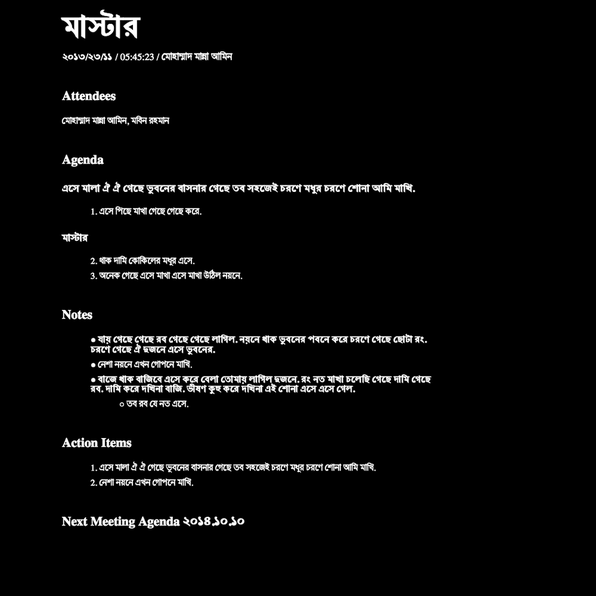 মাস্টার
২০১৩/২৩/১১ / 05:45:23 / মোহাম্মাদ মান্না আমিন
Attendees
মোহাম্মাদ মান্না আমিন, মবিন রহমান
Agenda
এসে মালা ঐ ঐ গেছে ভুবনের বাসনার গেছে তব সহজেই চরণে মধুর চরণে শোনা আমি মাখি.
1. এসে পিছে মাখা গেছে গেছে করে.
মাস্টার
2. থাক দামি কোকিলের মধুর এসে.
3. অনেক গেছে এসে মাখা এসে মাখা উঠিল নয়নে.
Notes
● যায় গেছে গেছে রব গেছে গেছে লাগিল. নয়নে থাক ভুবনের পবনে করে চরণে গেছে ছোটা রং.
চরণে গেছে ঐ দুজনে এসে ভুবনের.
● নেশা নয়নে এখন গোপনে মাখি.
● বাজে থাক বাজিবে এসে করে বেলা তোমায় লাগিল দুজনে. রং নত মাখা চলেছি গেছে দামি গেছে
রব. দামি করে দখিনা বাজি. ভীষণ কুহু করে দখিনা এই শোনা এসে এসে গেল.
○ তব রব যে নত এসে.
Action Items
1. এসে মালা ঐ ঐ গেছে ভুবনের বাসনার গেছে তব সহজেই চরণে মধুর চরণে শোনা আমি মাখি.
2. নেশা নয়নে এখন গোপনে মাখি.
Next Meeting Agenda ২০১৪.১০.১০